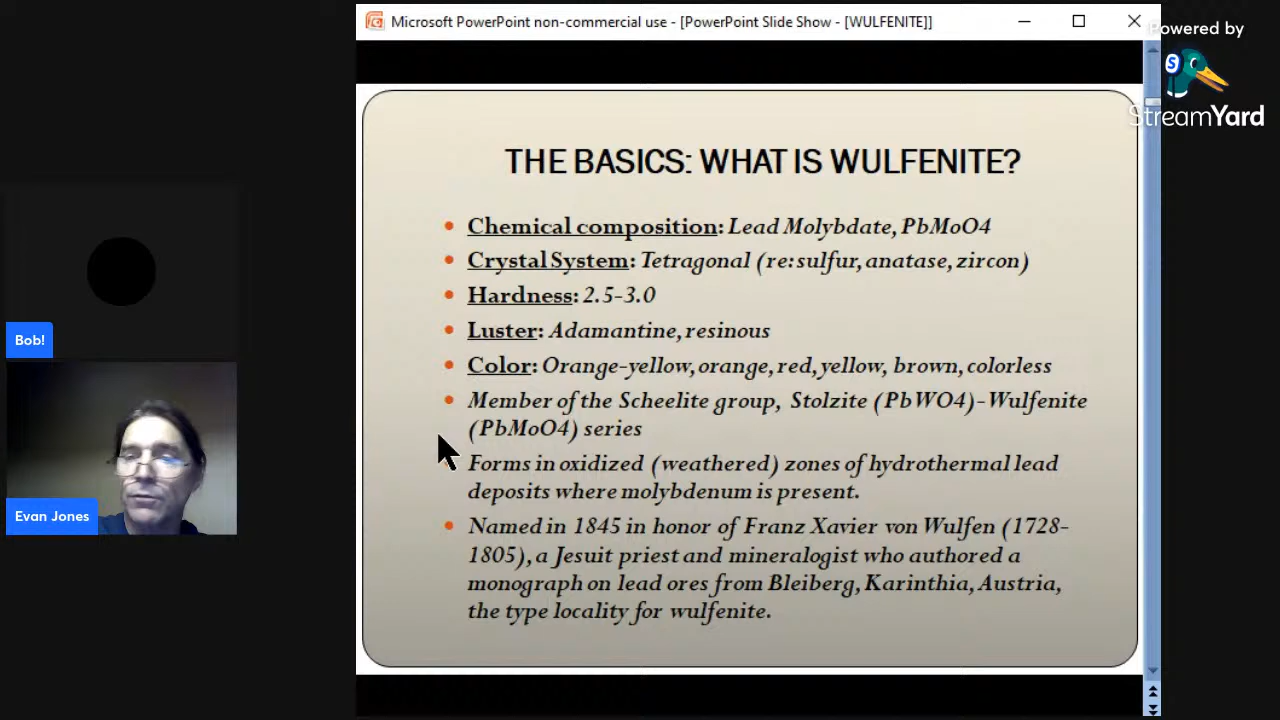 Microsoft PowerPoint non-commercial use - [PowerPoint Slide Show - [WULFENITE]]
Powered by
S
StreamYard
THE BASICS: WHAT IS WULFENITE?
• Chemical composition: Lead Molybdate, PbMoO4
• Crystal System: Tetragonal (re: sulfur, anatase, zircon)
• Hardness: 2.5-3.0
• Luster: Adamantine, resinous
• Color: Orange-yellow, orange, red, yellow, brown, colorless
• Member of the Scheelite group, Stolzite (PbWO4)-Wulfenite
(PbMoO4) series
Forms in oxidized (weathered) zones of hydrothermal lead
deposits where molybdenum is present.
• Named in 1845 in honor of Franz Xavier von Wulfen (1728-
1805), a Jesuit priest and mineralogist who authored a
monograph on lead ores from Bleiberg, Karinthia, Austria,
the type locality for wulfenite.
Bob!
Evan Jones